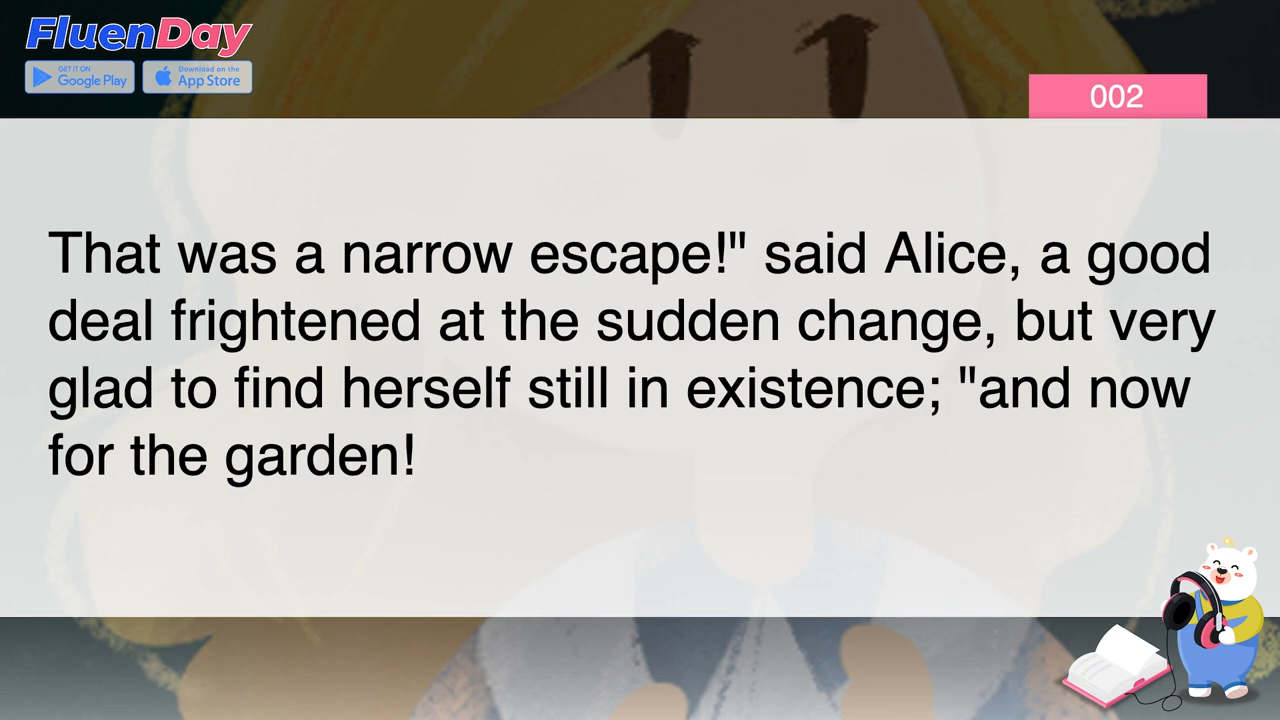 FluenDay
GET IT ON
Google Play
Download on the
App Store
002
That was a narrow escape!" said Alice, a good
deal frightened at the sudden change, but very
glad to find herself still in existence; "and now
for the garden!